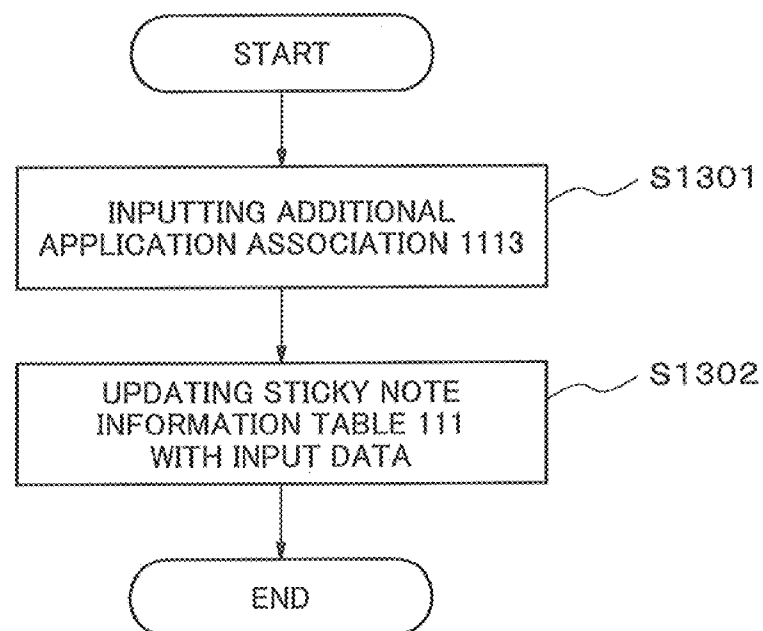 START
S1301
INPUTTING ADDITIONAL
APPLICATION ASSOCIATION 1113
S1302
UPDATING STICKY NOTE
INFORMATION TABLE 111
WITH INPUT DATA
END